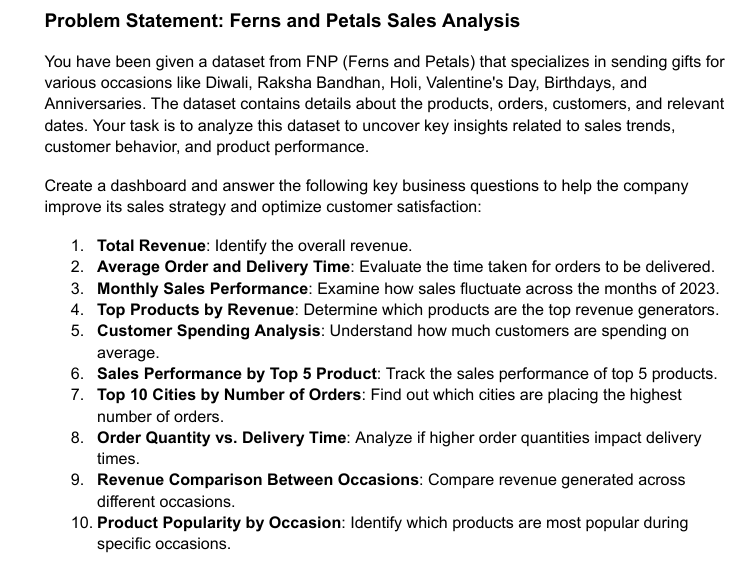 Problem Statement: Ferns and Petals Sales Analysis
You have been given a dataset from FNP (Ferns and Petals) that specializes in sending gifts for
various occasions like Diwali, Raksha Bandhan, Holi, Valentine's Day, Birthdays, and
Anniversaries. The dataset contains details about the products, orders, customers, and relevant
dates. Your task is to analyze this dataset to uncover key insights related to sales trends,
customer behavior, and product performance.
Create a dashboard and answer the following key business questions to help the company
improve its sales strategy and optimize customer satisfaction:
1. Total Revenue: Identify the overall revenue.
2. Average Order and Delivery Time: Evaluate the time taken for orders to be delivered.
3. Monthly Sales Performance: Examine how sales fluctuate across the months of 2023.
4. Top Products by Revenue: Determine which products are the top revenue generators.
5. Customer Spending Analysis: Understand how much customers are spending on
average.
6. Sales Performance by Top 5 Product: Track the sales performance of top 5 products.
7. Top 10 Cities by Number of Orders: Find out which cities are placing the highest
number of orders.
8. Order Quantity vs. Delivery Time: Analyze if higher order quantities impact delivery
times.
9. Revenue Comparison Between Occasions: Compare revenue generated across
different occasions.
10. Product Popularity by Occasion: Identify which products are most popular during
specific occasions.